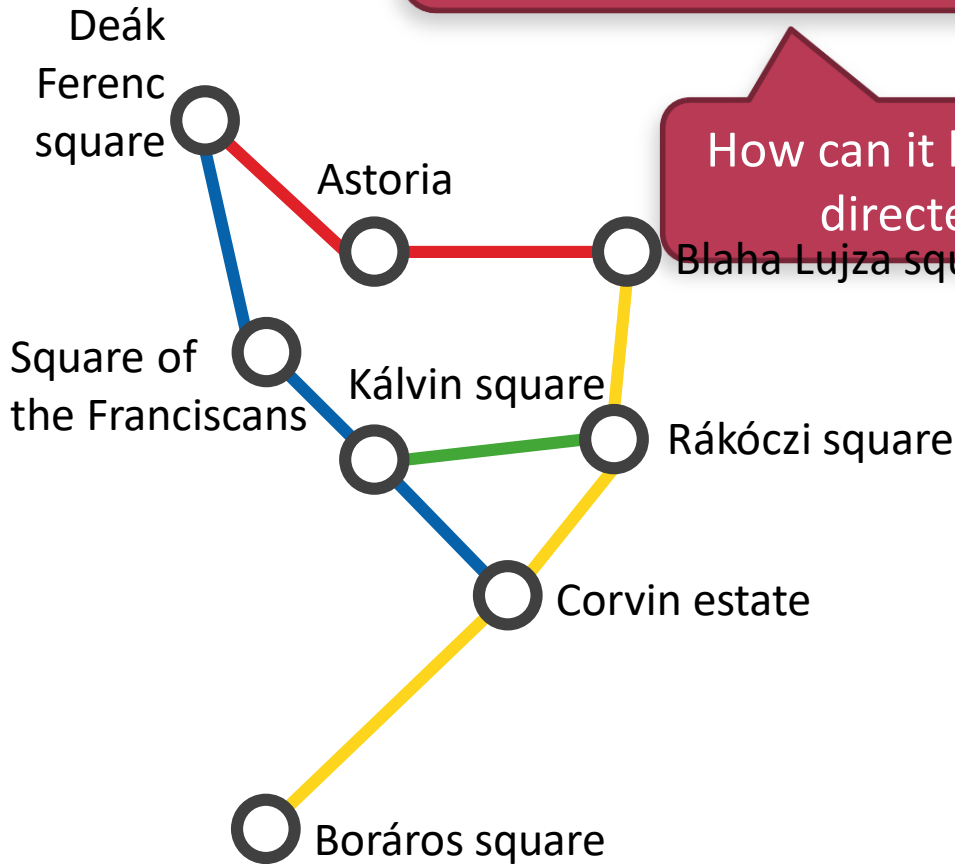 Deák
Ferenc
square
How can it
directe
Astoria
Blaha Lujza squ
Square of
the Franciscans
Kálvin square
Rákóczi square
Corvin estate
Boráros square